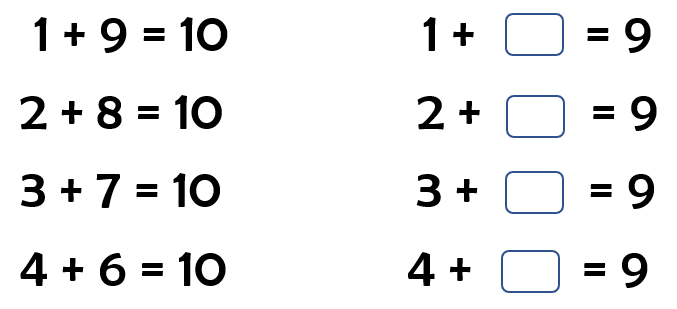 1 + 9 = 10
1 + = 9
2 + 8 = 10
2 + = 9
3 + 7 = 10
3 + = 9
4 + 6 = 10
4 + = 9